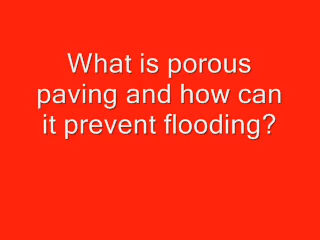 What is porous
paving and how can
it prevent flooding?